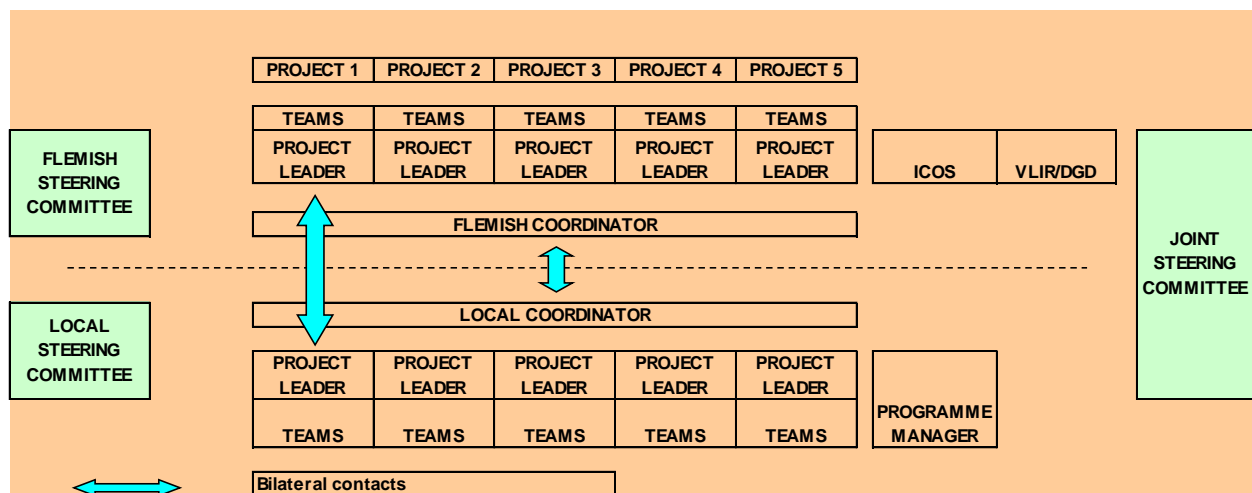 PROJECT 1 PROJECT 2 PROJECT 3 PROJECT 4 PROJECT 5
TEAMS TEAMS TEAMS TEAMS TEAMS
PROJECT LEADER PROJECT LEADER PROJECT LEADER PROJECT LEADER PROJECT LEADER
ICOS VLIR/DGD
FLEMISH
STEERING
COMMITTEE
FLEMISH COORDINATOR
JOINT
STEERING
COMMITTEE
LOCAL COORDINATOR
LOCAL
STEERING
COMMITTEE
PROJECT LEADER PROJECT LEADER PROJECT LEADER PROJECT LEADER PROJECT LEADER
TEAMS TEAMS TEAMS TEAMS TEAMS
PROGRAMME
MANAGER
Bilateral contacts